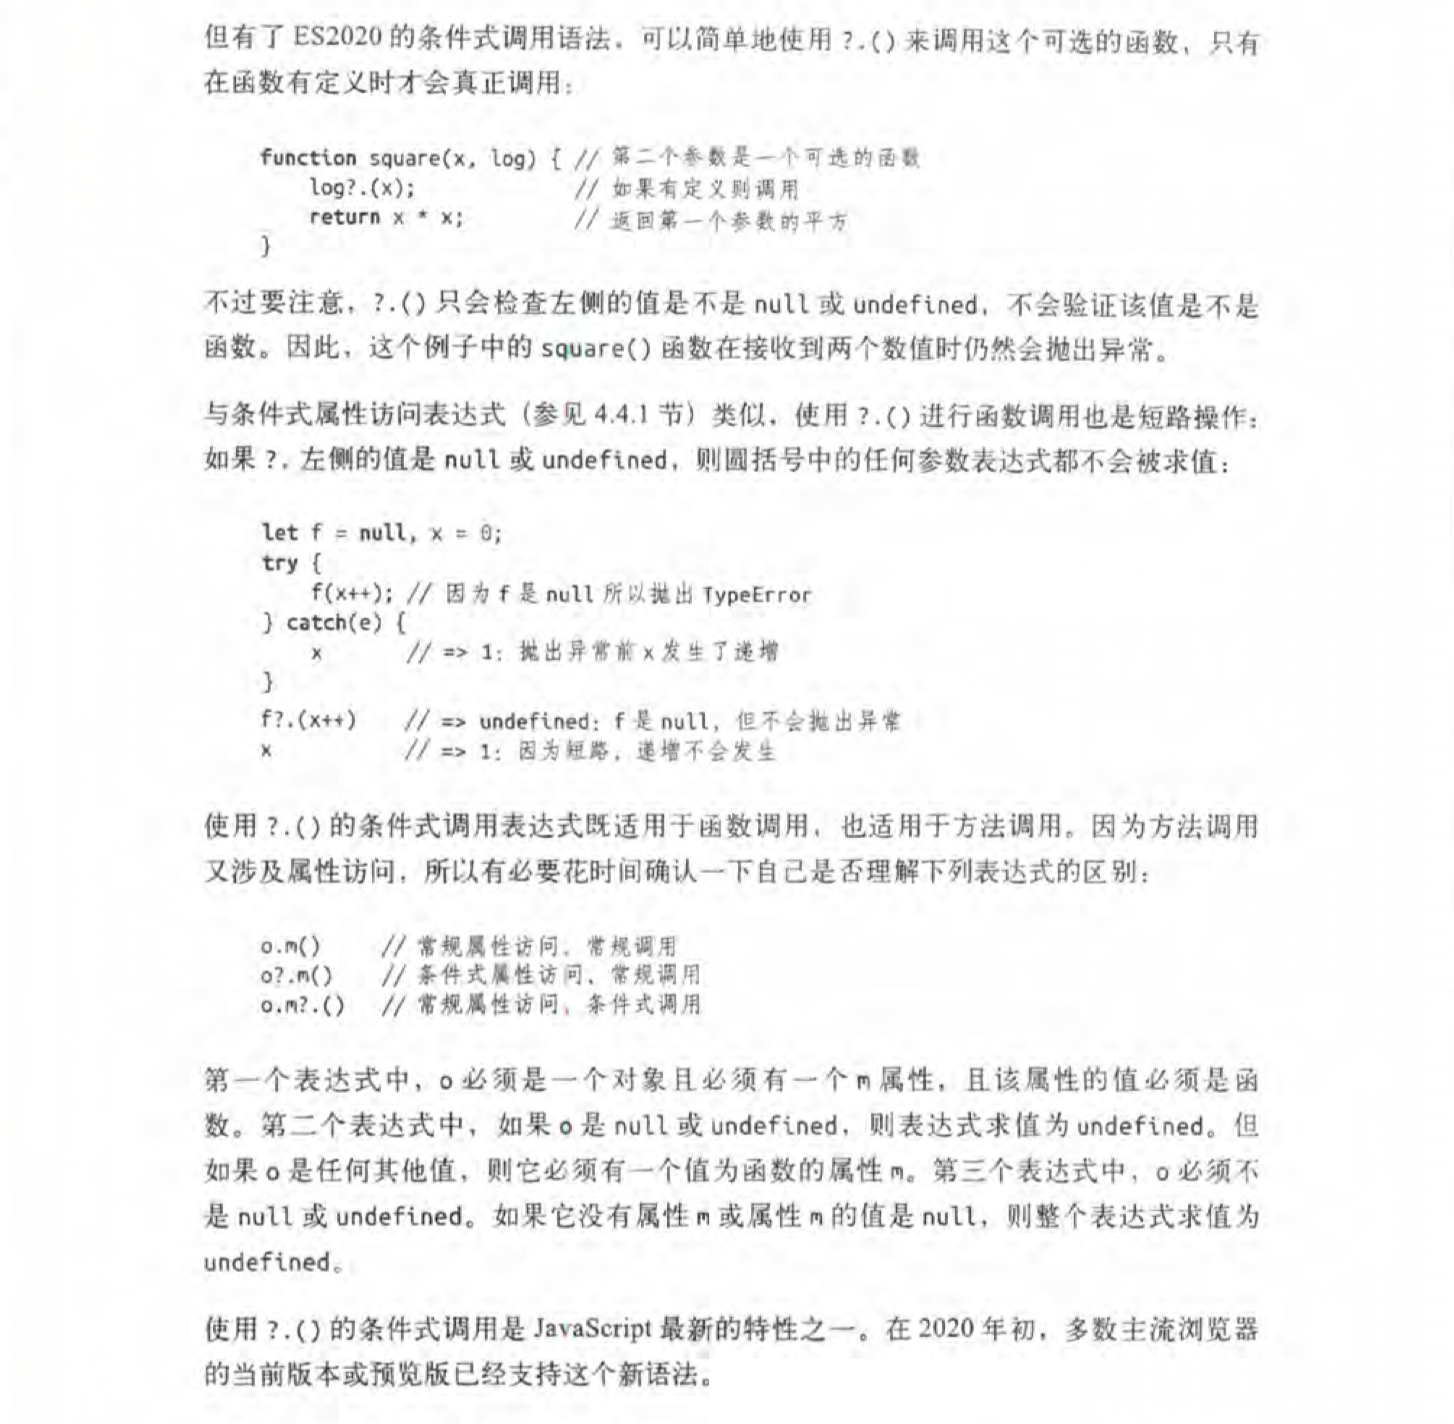 但有了 ES2020 的条件式调用语法，可以简单地使用 ?.() 来调用这个可选的函数，只有
在函数有定义时才会真正调用：
function square(x, log) { // 第二个参数是一个可选的函数
log?.(x); // 如果有定义则调用
return x * x; // 返回第一个参数的平方
}
不过要注意，?.() 只会检查左侧的值是不是 null 或 undefined，不会验证该值是不是
函数。因此，这个例子中的 square() 函数在接收到两个数值时仍然会抛出异常。
与条件式属性访问表达式（参见 4.4.1 节）类似，使用 ?.() 进行函数调用也是短路操作：
如果 ?. 左侧的值是 null 或 undefined，则圆括号中的任何参数表达式都不会被求值：
let f = null, x = 0;
try {
f(x++); // 因为 f 是 null 所以抛出 TypeError
} catch(e) {
x // => 1: 抛出异常前 x 发生了递增
}
f?.(x++) // => undefined: f 是 null，但不会抛出异常
x // => 1: 因为短路，递增不会发生
使用 ?.() 的条件式调用表达式既适用于函数调用，也适用于方法调用。因为方法调用
又涉及属性访问，所以有必要花时间确认一下自己是否理解下列表达式的区别：
o.m() // 常规属性访问、常规调用
o?.m() // 条件式属性访问、常规调用
o.m?.() // 常规属性访问、条件式调用
第一个表达式中，o 必须是一个对象且必须有一个 m 属性，且该属性的值必须是函
数。第二个表达式中，如果 o 是 null 或 undefined，则表达式求值为 undefined。但
如果 o 是任何其他值，则它必须有一个值为函数的属性 m。第三个表达式中，o 必须不
是 null 或 undefined。如果它没有属性 m 或属性 m 的值是 null，则整个表达式求值为
undefined。
使用 ?.() 的条件式调用是 JavaScript 最新的特性之一。在 2020 年初，多数主流浏览器
的当前版本或预览版已经支持这个新语法。